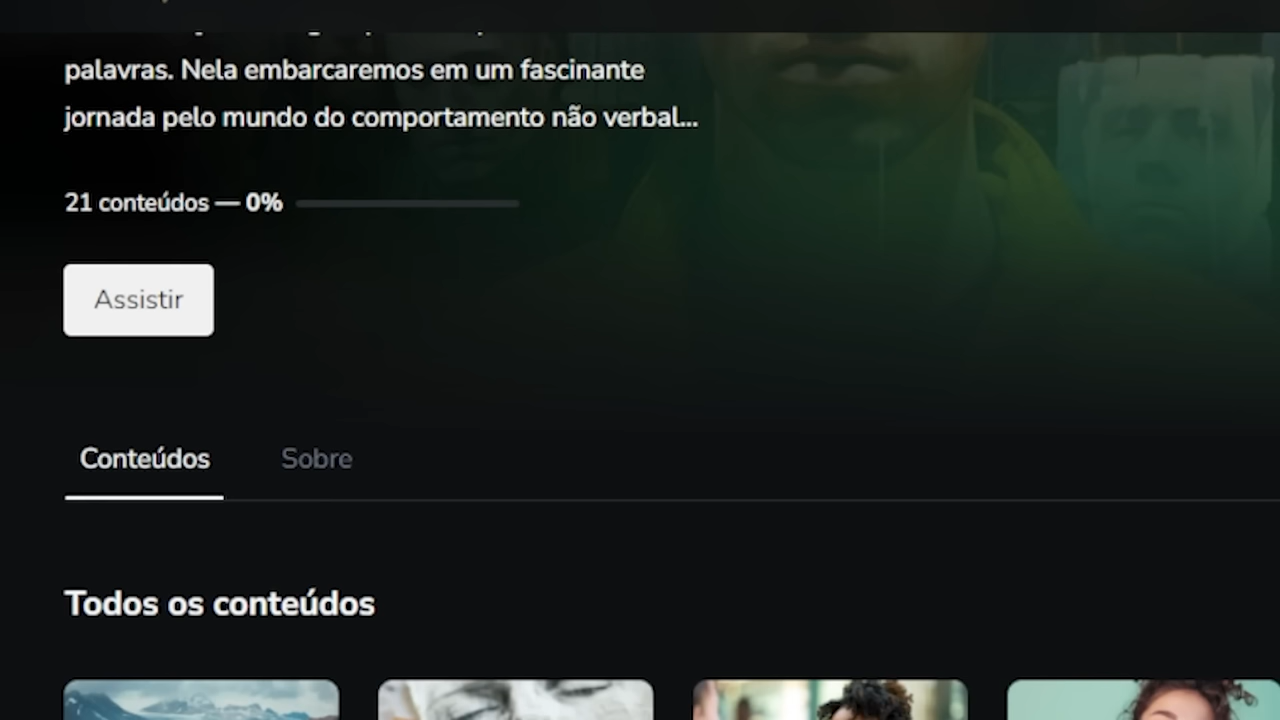 palavras. Nela embarcaremos em um fascinante
jornada pelo mundo do comportamento não verbal...
21 conteúdos — 0%
Assistir
Conteúdos Sobre
Todos os conteúdos